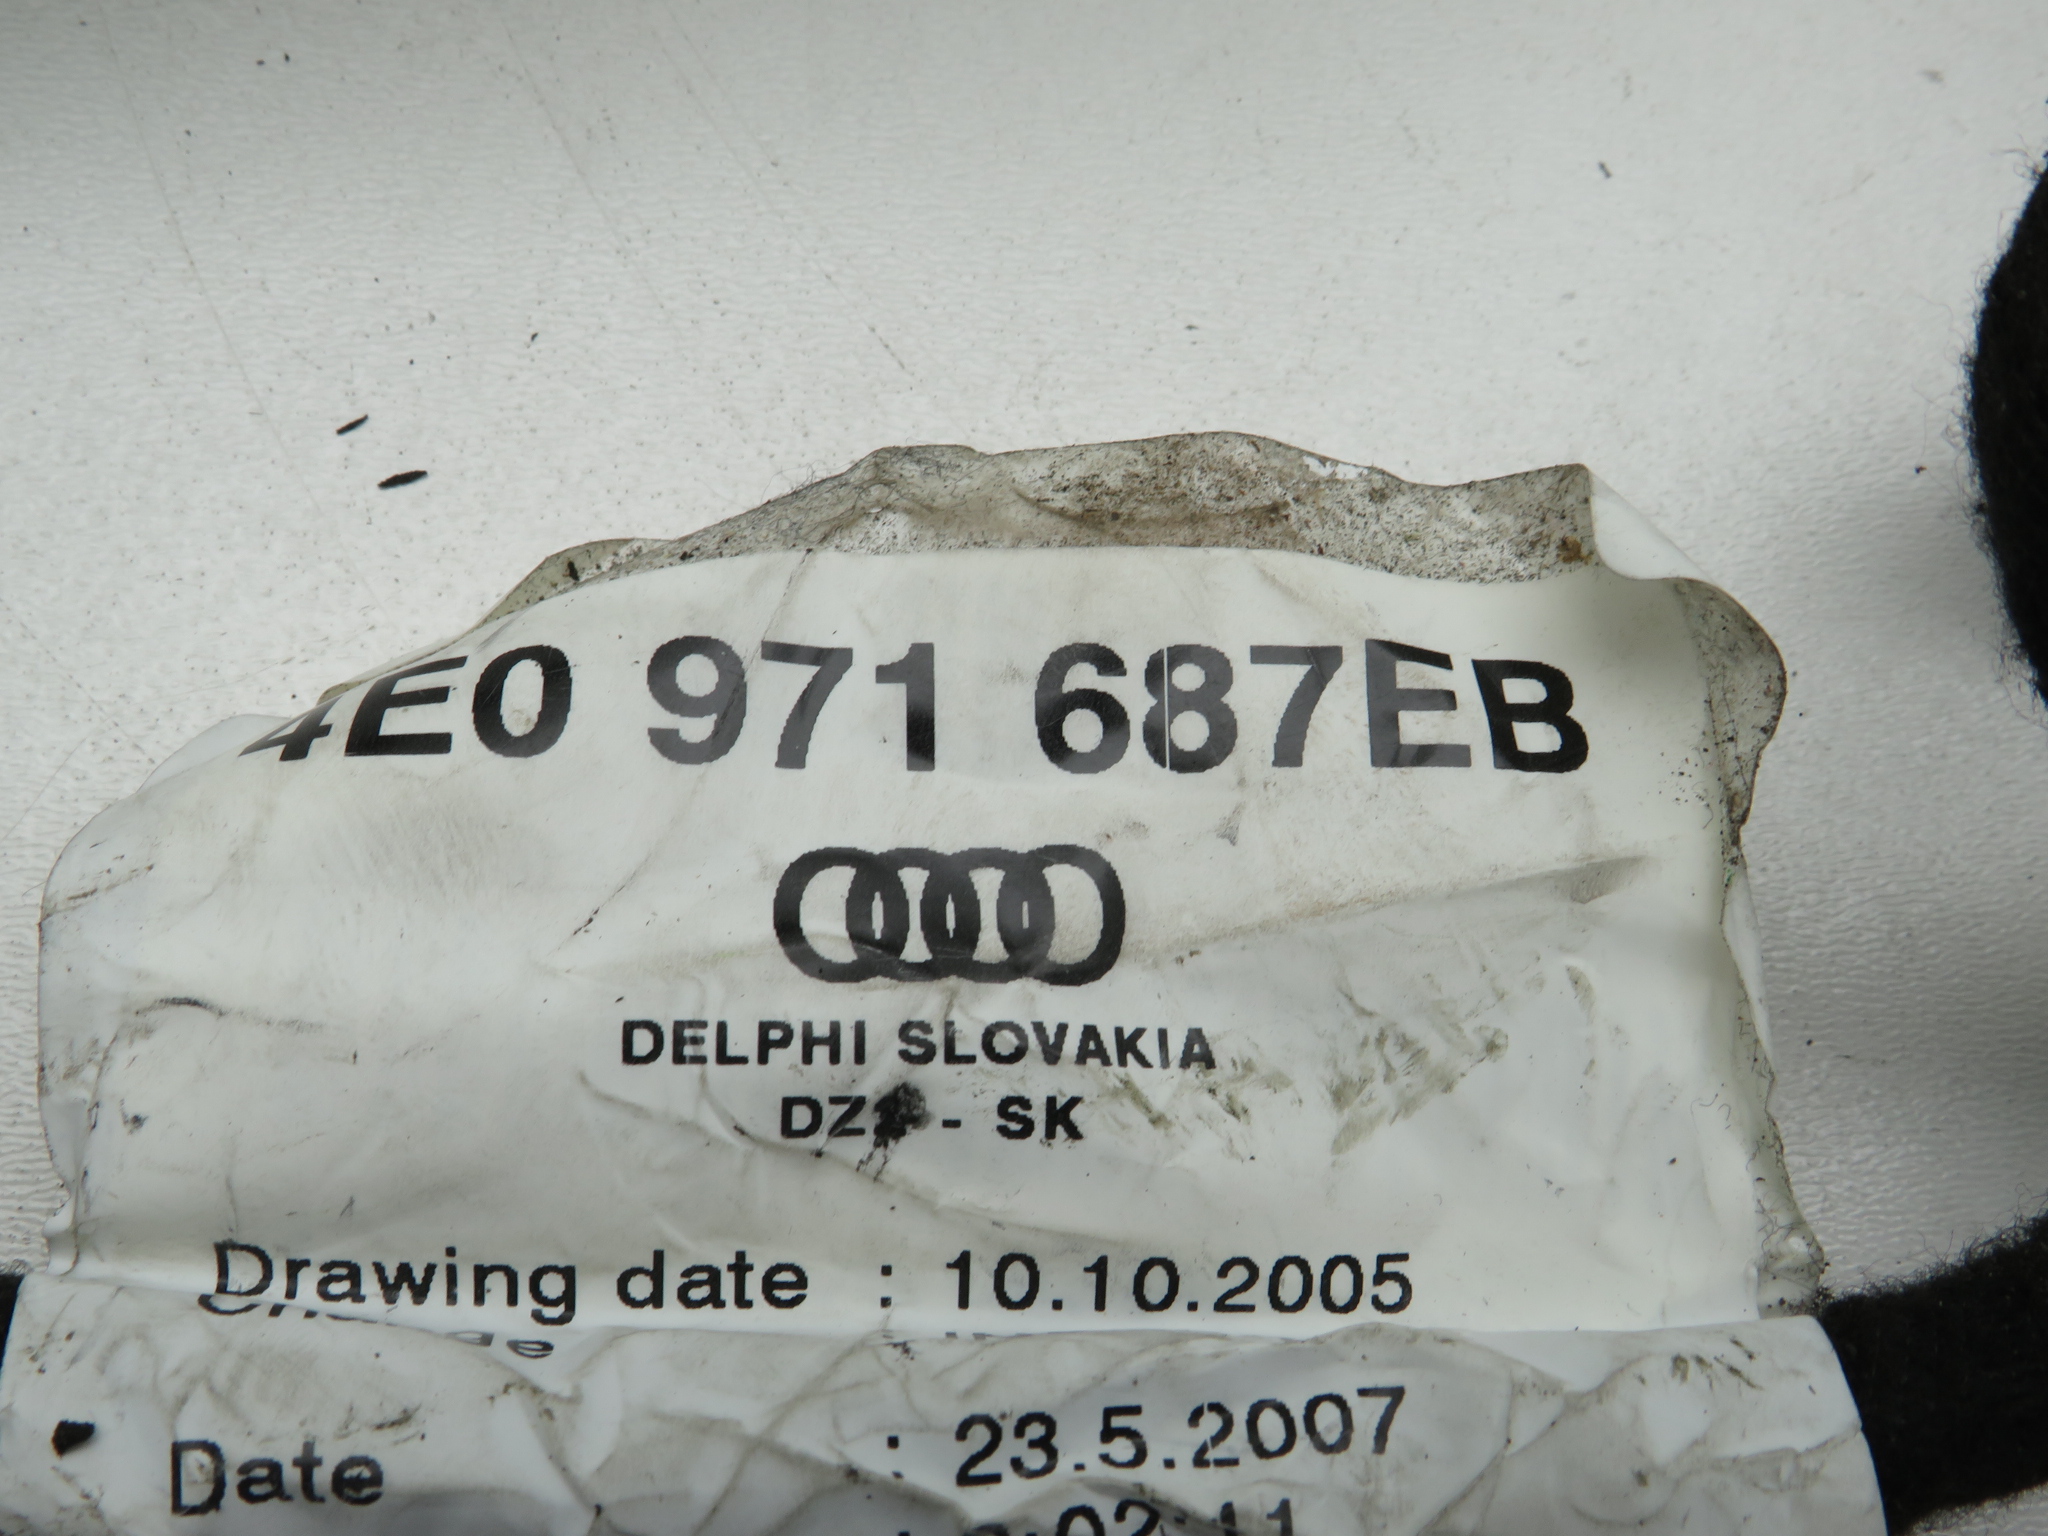 4E0 971 687EB
DELPHI SLOVAKIA
- SK
Drawing date : 10.10.2005
Date : 23.5.2007